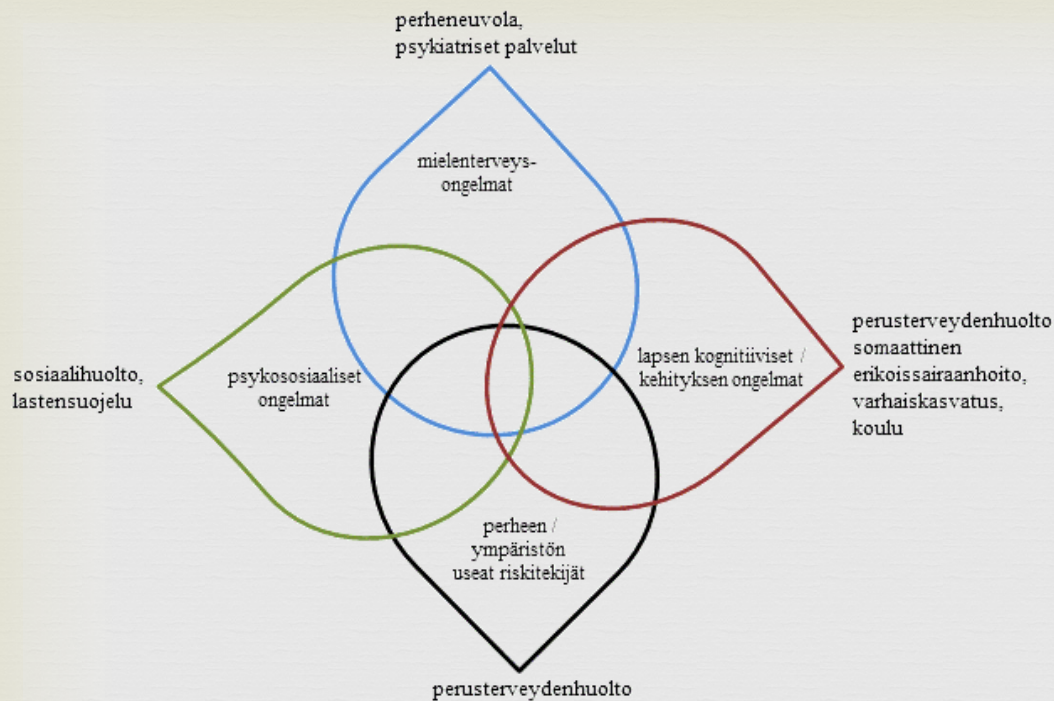 perheneuvola,
psykiatriset palvelut
mielenterveys-
ongelmat
sosiaalihuolto,
lastensuojelu
psykososiaaliset
ongelmat
lapsen kognitiiviset /
kehityksen ongelmat
perusterveydenhuolto
somaattinen
erikoissairaanhoito,
varhaiskasvatus,
koulu
perheen /
ympäristön
useat riskitekijät
perusterveydenhuolto